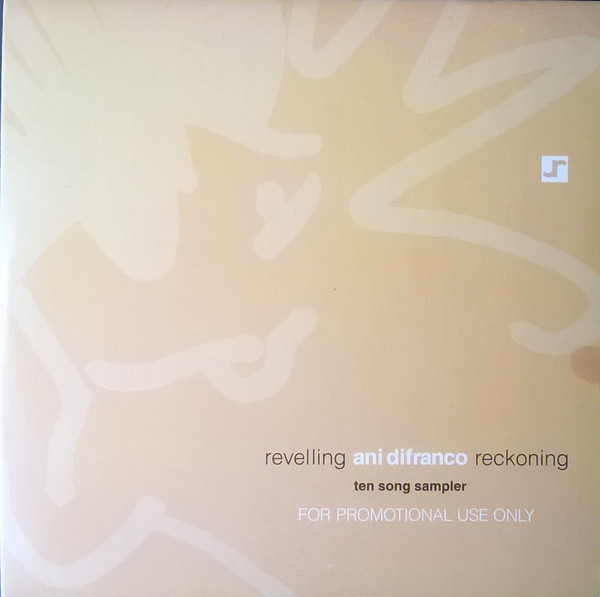 revelling ani difranco reckoning
ten song sampler
FOR PROMOTIONAL USE ONLY